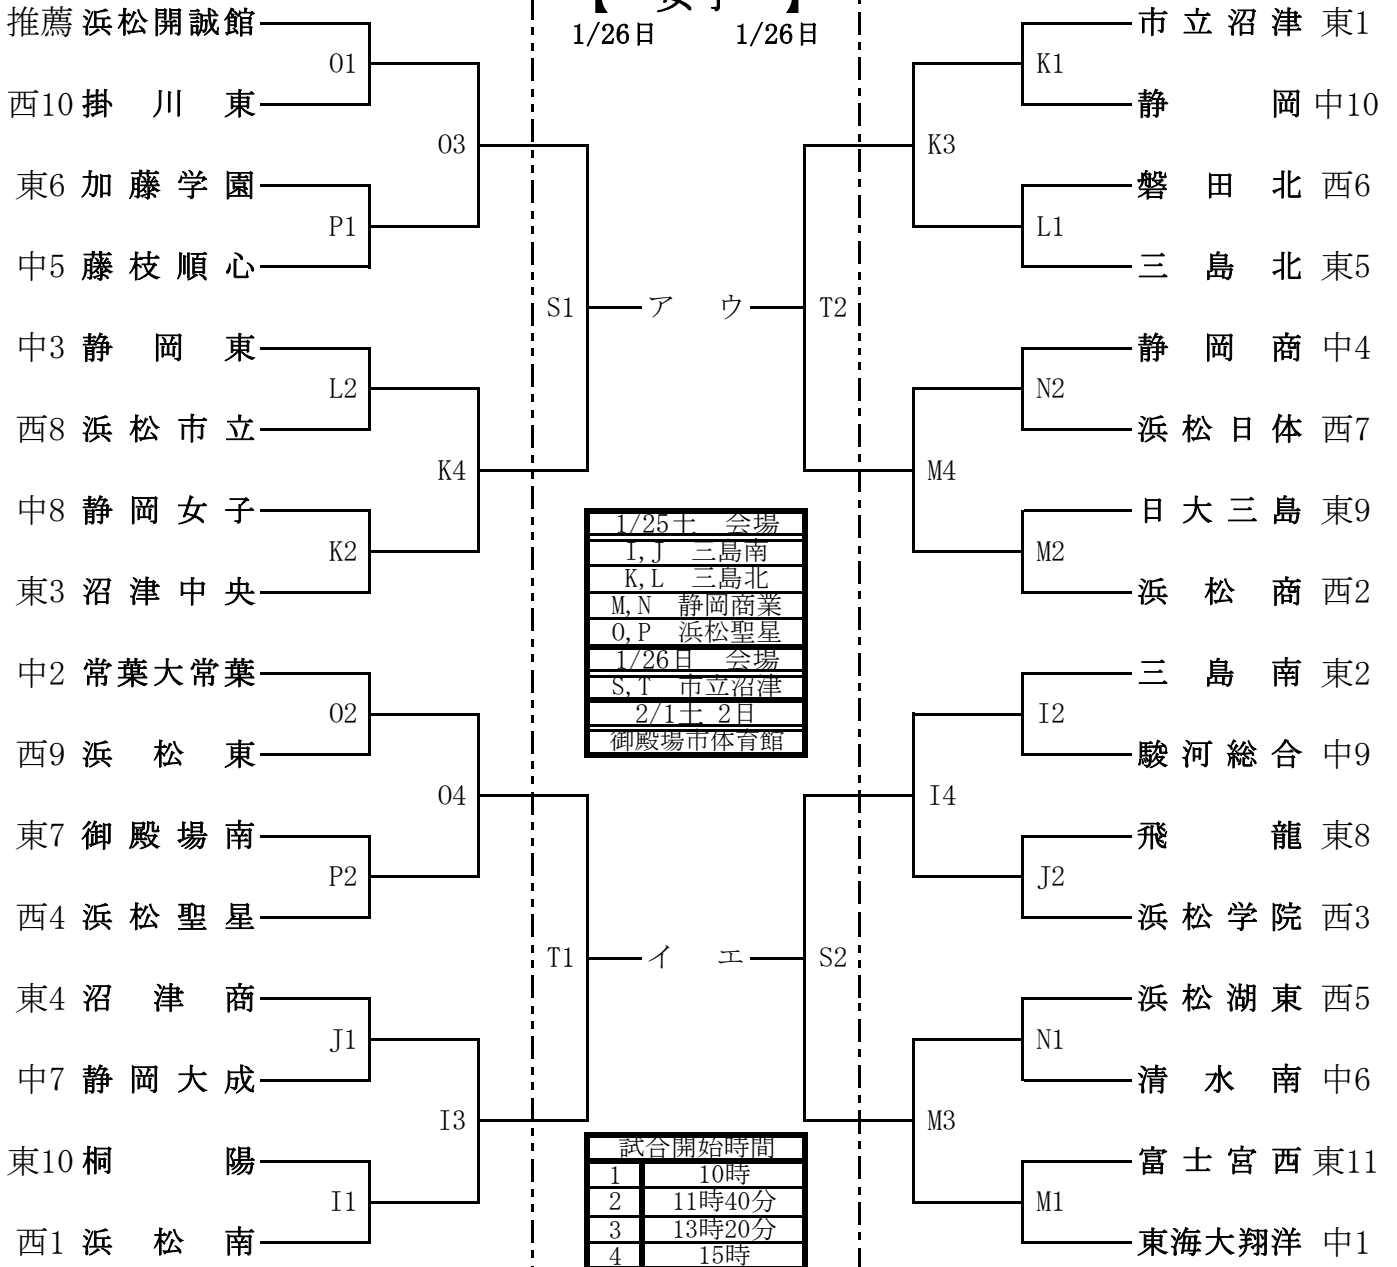 【 女子 】
1/26日 1/26日
推薦 浜松開誠館
O1
西10 掛川東
O3
東6 加藤学園
P1
中5 藤枝順心
S1
ア
中3 静岡東
L2
西8 浜松市立
K4
中8 静岡女子
K2
東3 沼津中央
中2 常葉大常葉
O2
西9 浜松東
O4
東7 御殿場南
P2
西4 浜松聖星
T1
イ
東4 沼津商
J1
中7 静岡大成
I3
東10 桐陽
I1
西1 浜松南
1/25土 会場
I,J 三島南
K,L 三島北
M,N 静岡商業
O,P 浜松聖星
1/26日 会場
S,T 市立沼津
2/1土 2日
御殿場市体育館
試合開始時間
1 10時
2 11時40分
3 13時20分
4 15時
市立沼津 東1
K1
静岡 中10
K3
磐田北 西6
L1
三島北 東5
ウ
T2
静岡商 中4
N2
浜松日体 西7
M4
日大三島 東9
M2
浜松商 西2
三島南 東2
I2
駿河総合 中9
I4
飛龍 東8
J2
浜松学院 西3
エ
S2
浜松湖東 西5
N1
清水南 中6
M3
富士宮西 東11
M1
東海大翔洋 中1